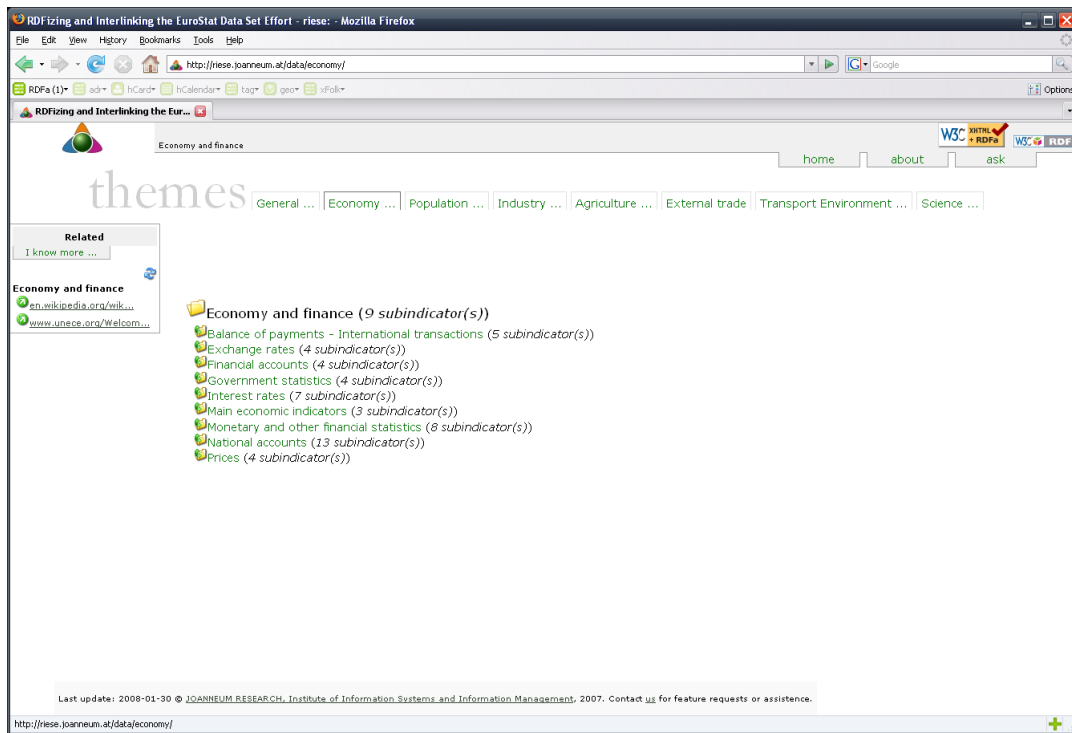 RDFizing and Interlinking the EuroStat Data Set Effort - riese: - Mozilla Firefox
File Edit View History Bookmarks Tools Help
http://riese.joanneum.at/data/economy/ G Google
RDFa (1) adr hCard hCalendar tag geo xFolk Options
RDFizing and Interlinking the Eur...
Economy and finance
W3C XHTML + RDFa W3C RDF
home about ask
themes General ... Economy ... Population ... Industry ... Agriculture ... External trade Transport Environment ... Science ...
Related
I know more ...
Economy and finance
en.wikipedia.org/wik...
www.unece.org/Welcom...
Economy and finance (9 subindicator(s))
Balance of payments - International transactions (5 subindicator(s))
Exchange rates (4 subindicator(s))
Financial accounts (4 subindicator(s))
Government statistics (4 subindicator(s))
Interest rates (7 subindicator(s))
Main economic indicators (3 subindicator(s))
Monetary and other financial statistics (8 subindicator(s))
National accounts (13 subindicator(s))
Prices (4 subindicator(s))
Last update: 2008-01-30 © JOANNEUM RESEARCH, Institute of Information Systems and Information Management, 2007. Contact us for feature requests or assistance.
http://riese.joanneum.at/data/economy/